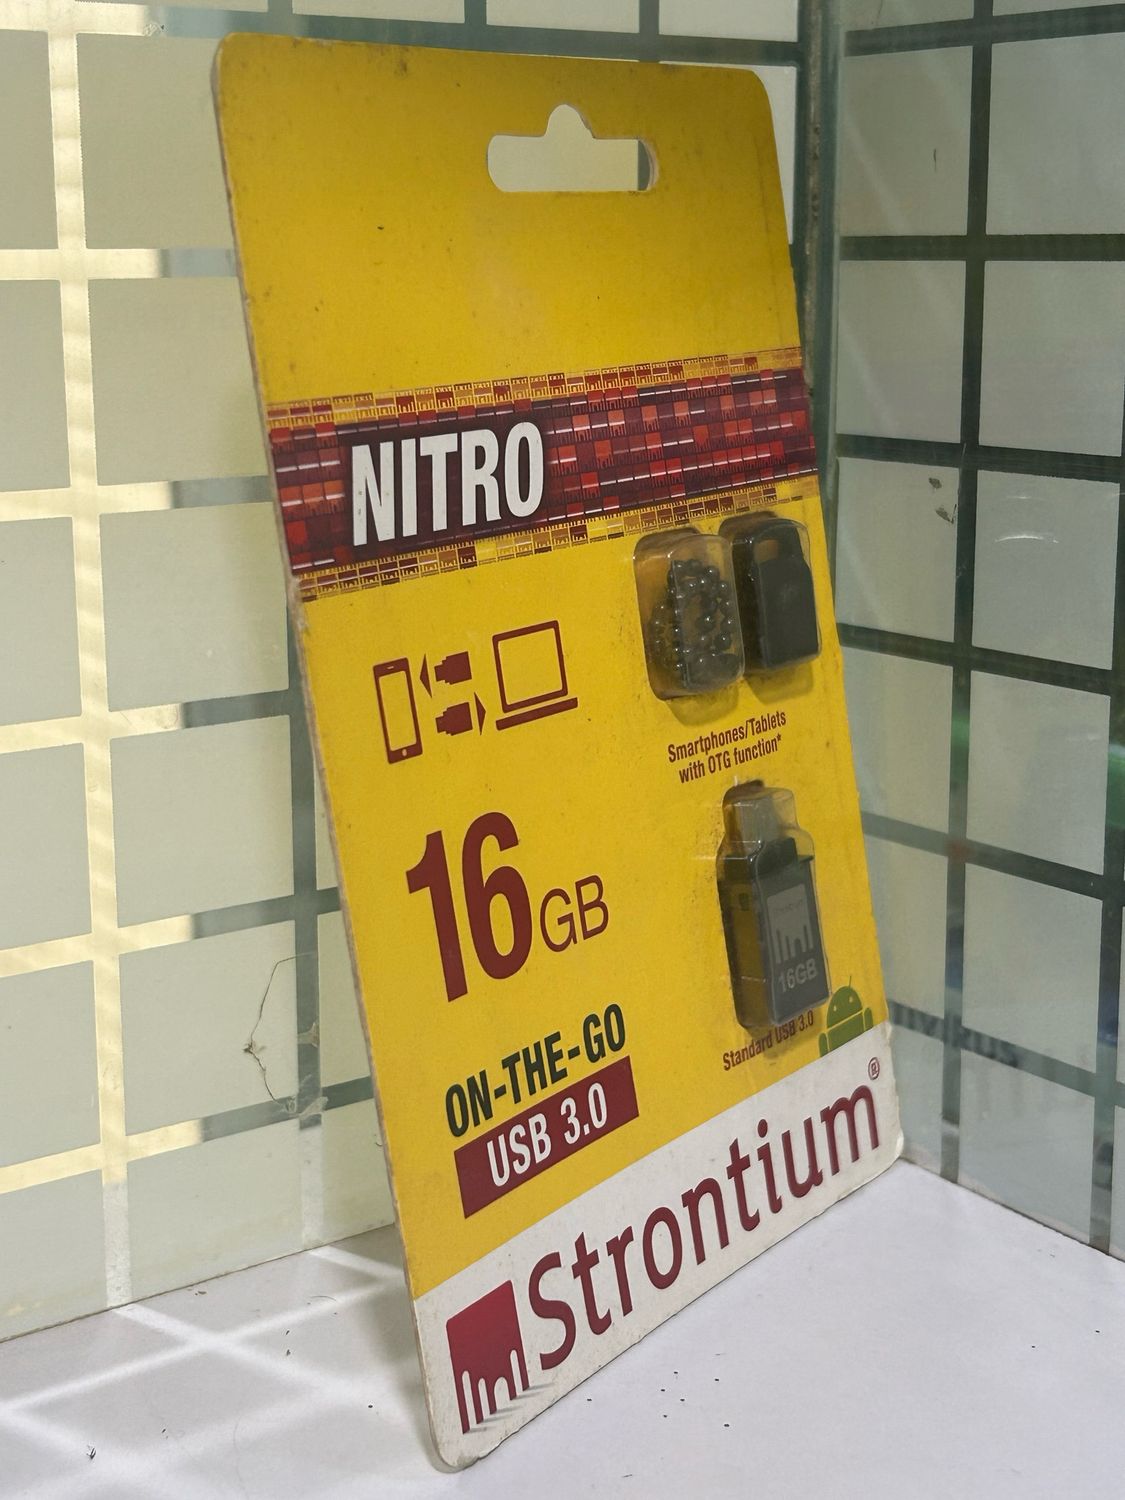 NITRO
Smartphones/Tablets
with OTG function*
16GB
16GB
ON-THE-GO
USB 3.0
Standard USB 3.0
Strontium®